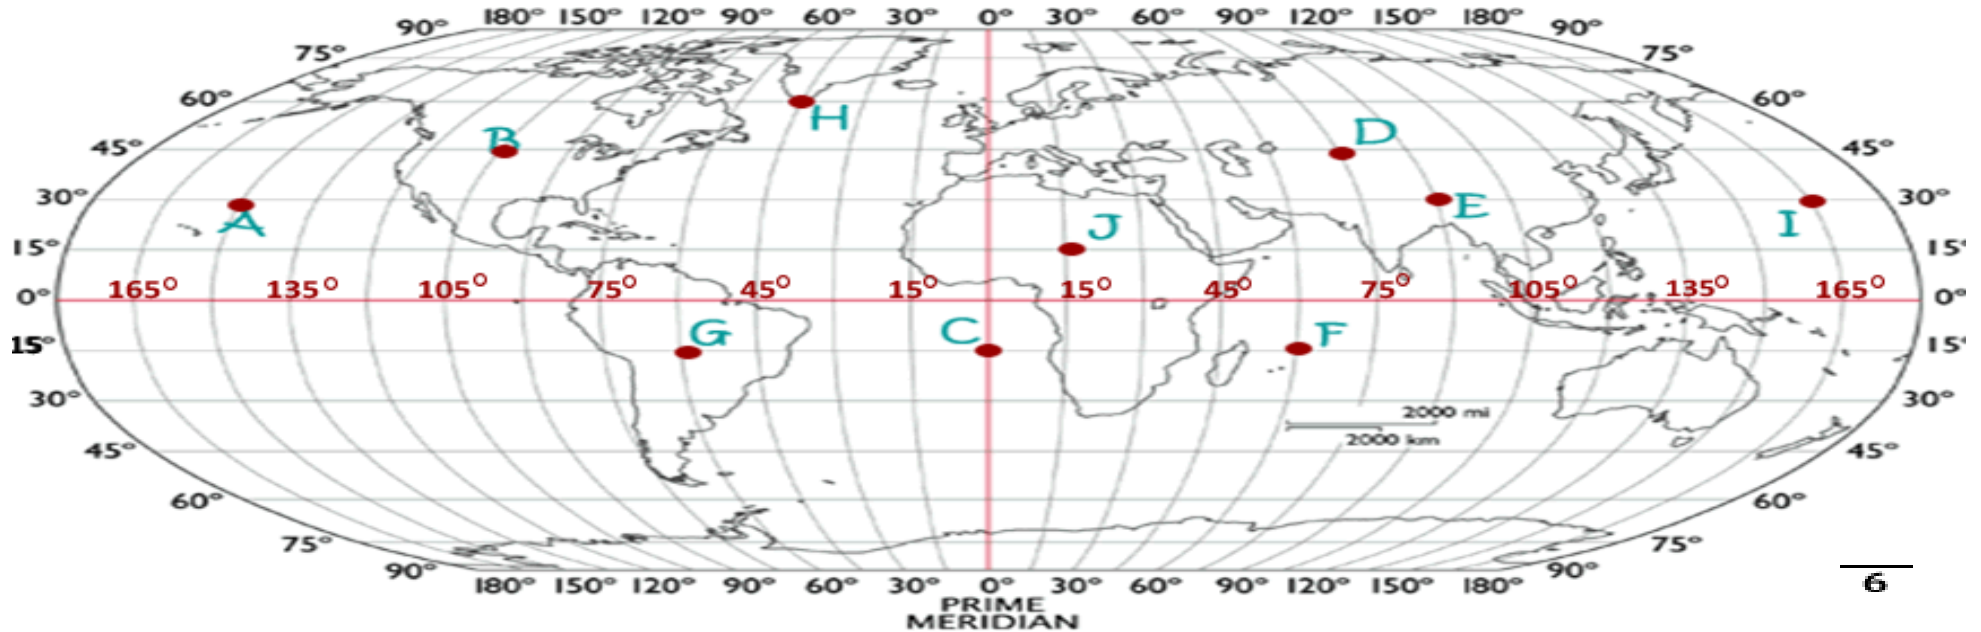 180° 150° 120° 90° 60° 30° 0° 30° 60° 90° 120° 150° 180°
90° 90°
75° 75°
60° 60°
H
B D
45° 45°
30° 30°
E
A J I
15° 15°
165° 135° 105° 75° 45° 15° 15° 45° 75° 105° 135° 165°
0° 0°
G C F
15° 15°
30° 30°
2000 mi
2000 km
45° 45°
60° 60°
75° 75°
90° 90°
180° 150° 120° 90° 60° 30° 0° 30° 60° 90° 120° 150° 180°
6
PRIME
MERIDIAN